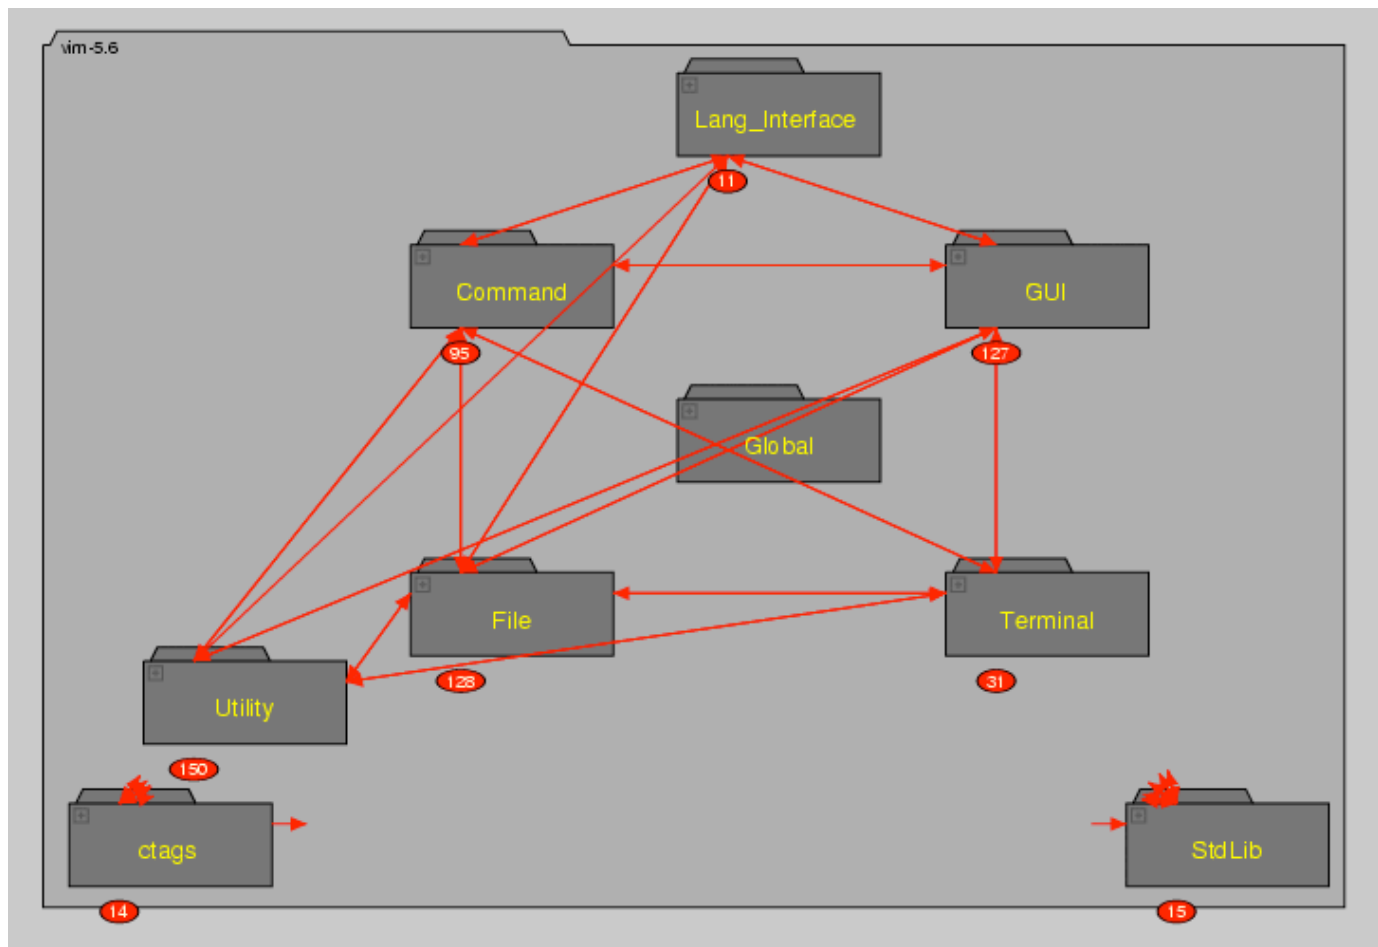 vim-5.6
Lang_Interface
11
Command
GUI
95
127
Global
File
Terminal
128
31
Utility
150
ctags
StdLib
14
15